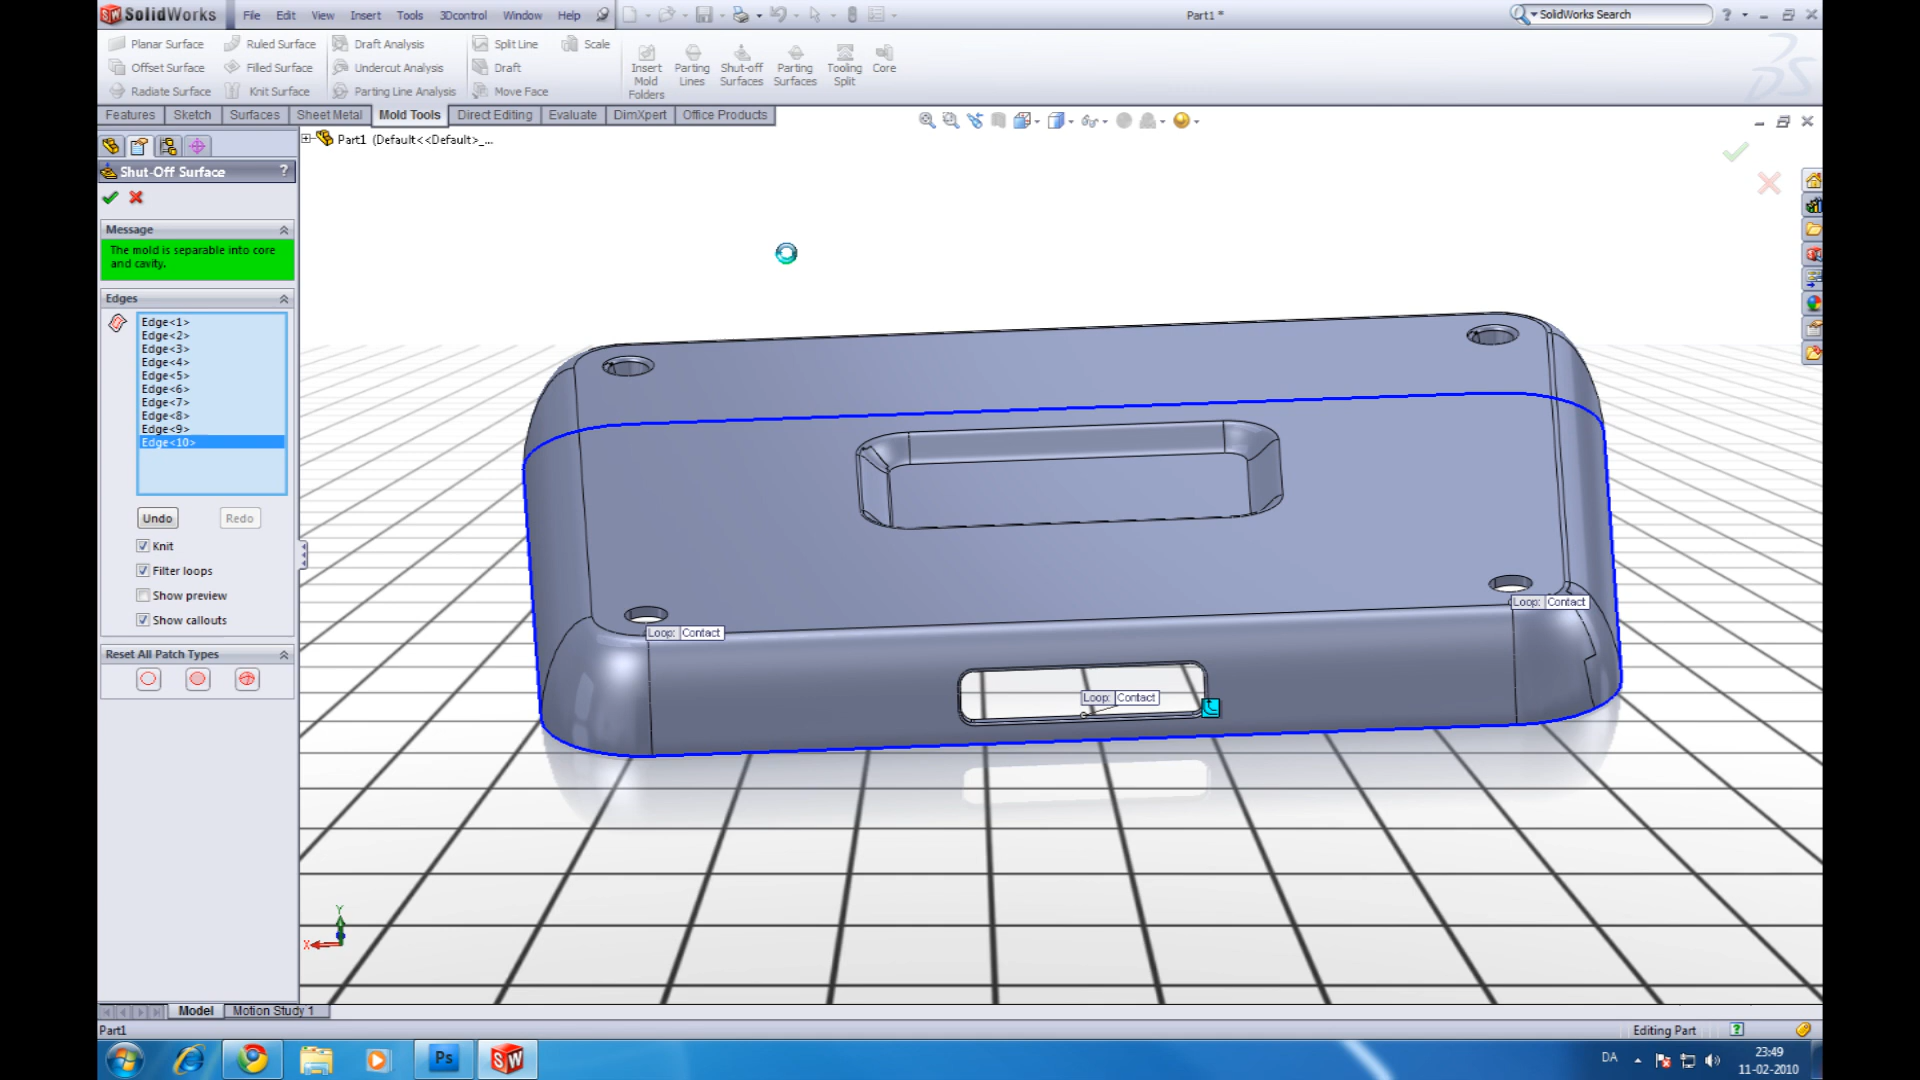 SolidWorks File Edit View Insert Tools 3Dcontrol Window Help Part1 * SolidWorks Search ?
Planar Surface Ruled Surface Draft Analysis Split Line Scale
Offset Surface Filled Surface Undercut Analysis Draft
Radiate Surface Knit Surface Parting Line Analysis Move Face
Insert Mold Folders
Parting Lines
Shut-off Surfaces
Parting Surfaces
Tooling Split
Core
Features Sketch Surfaces Sheet Metal Mold Tools Direct Editing Evaluate DimXpert Office Products
Part1 (Default<<Default>_...
Shut-Off Surface ?
Message
The mold is separable into core
and cavity.
Edges
Edge<1>
Edge<2>
Edge<3>
Edge<4>
Edge<5>
Edge<6>
Edge<7>
Edge<8>
Edge<9>
Edge<10>
Undo Redo
Knit
Filter loops
Show preview
Show callouts
Reset All Patch Types
Loop: Contact
Loop: Contact
Loop: Contact
Y
X
Model Motion Study 1
Part1 Editing Part ?
Ps SW DA 23:49
11-02-2010